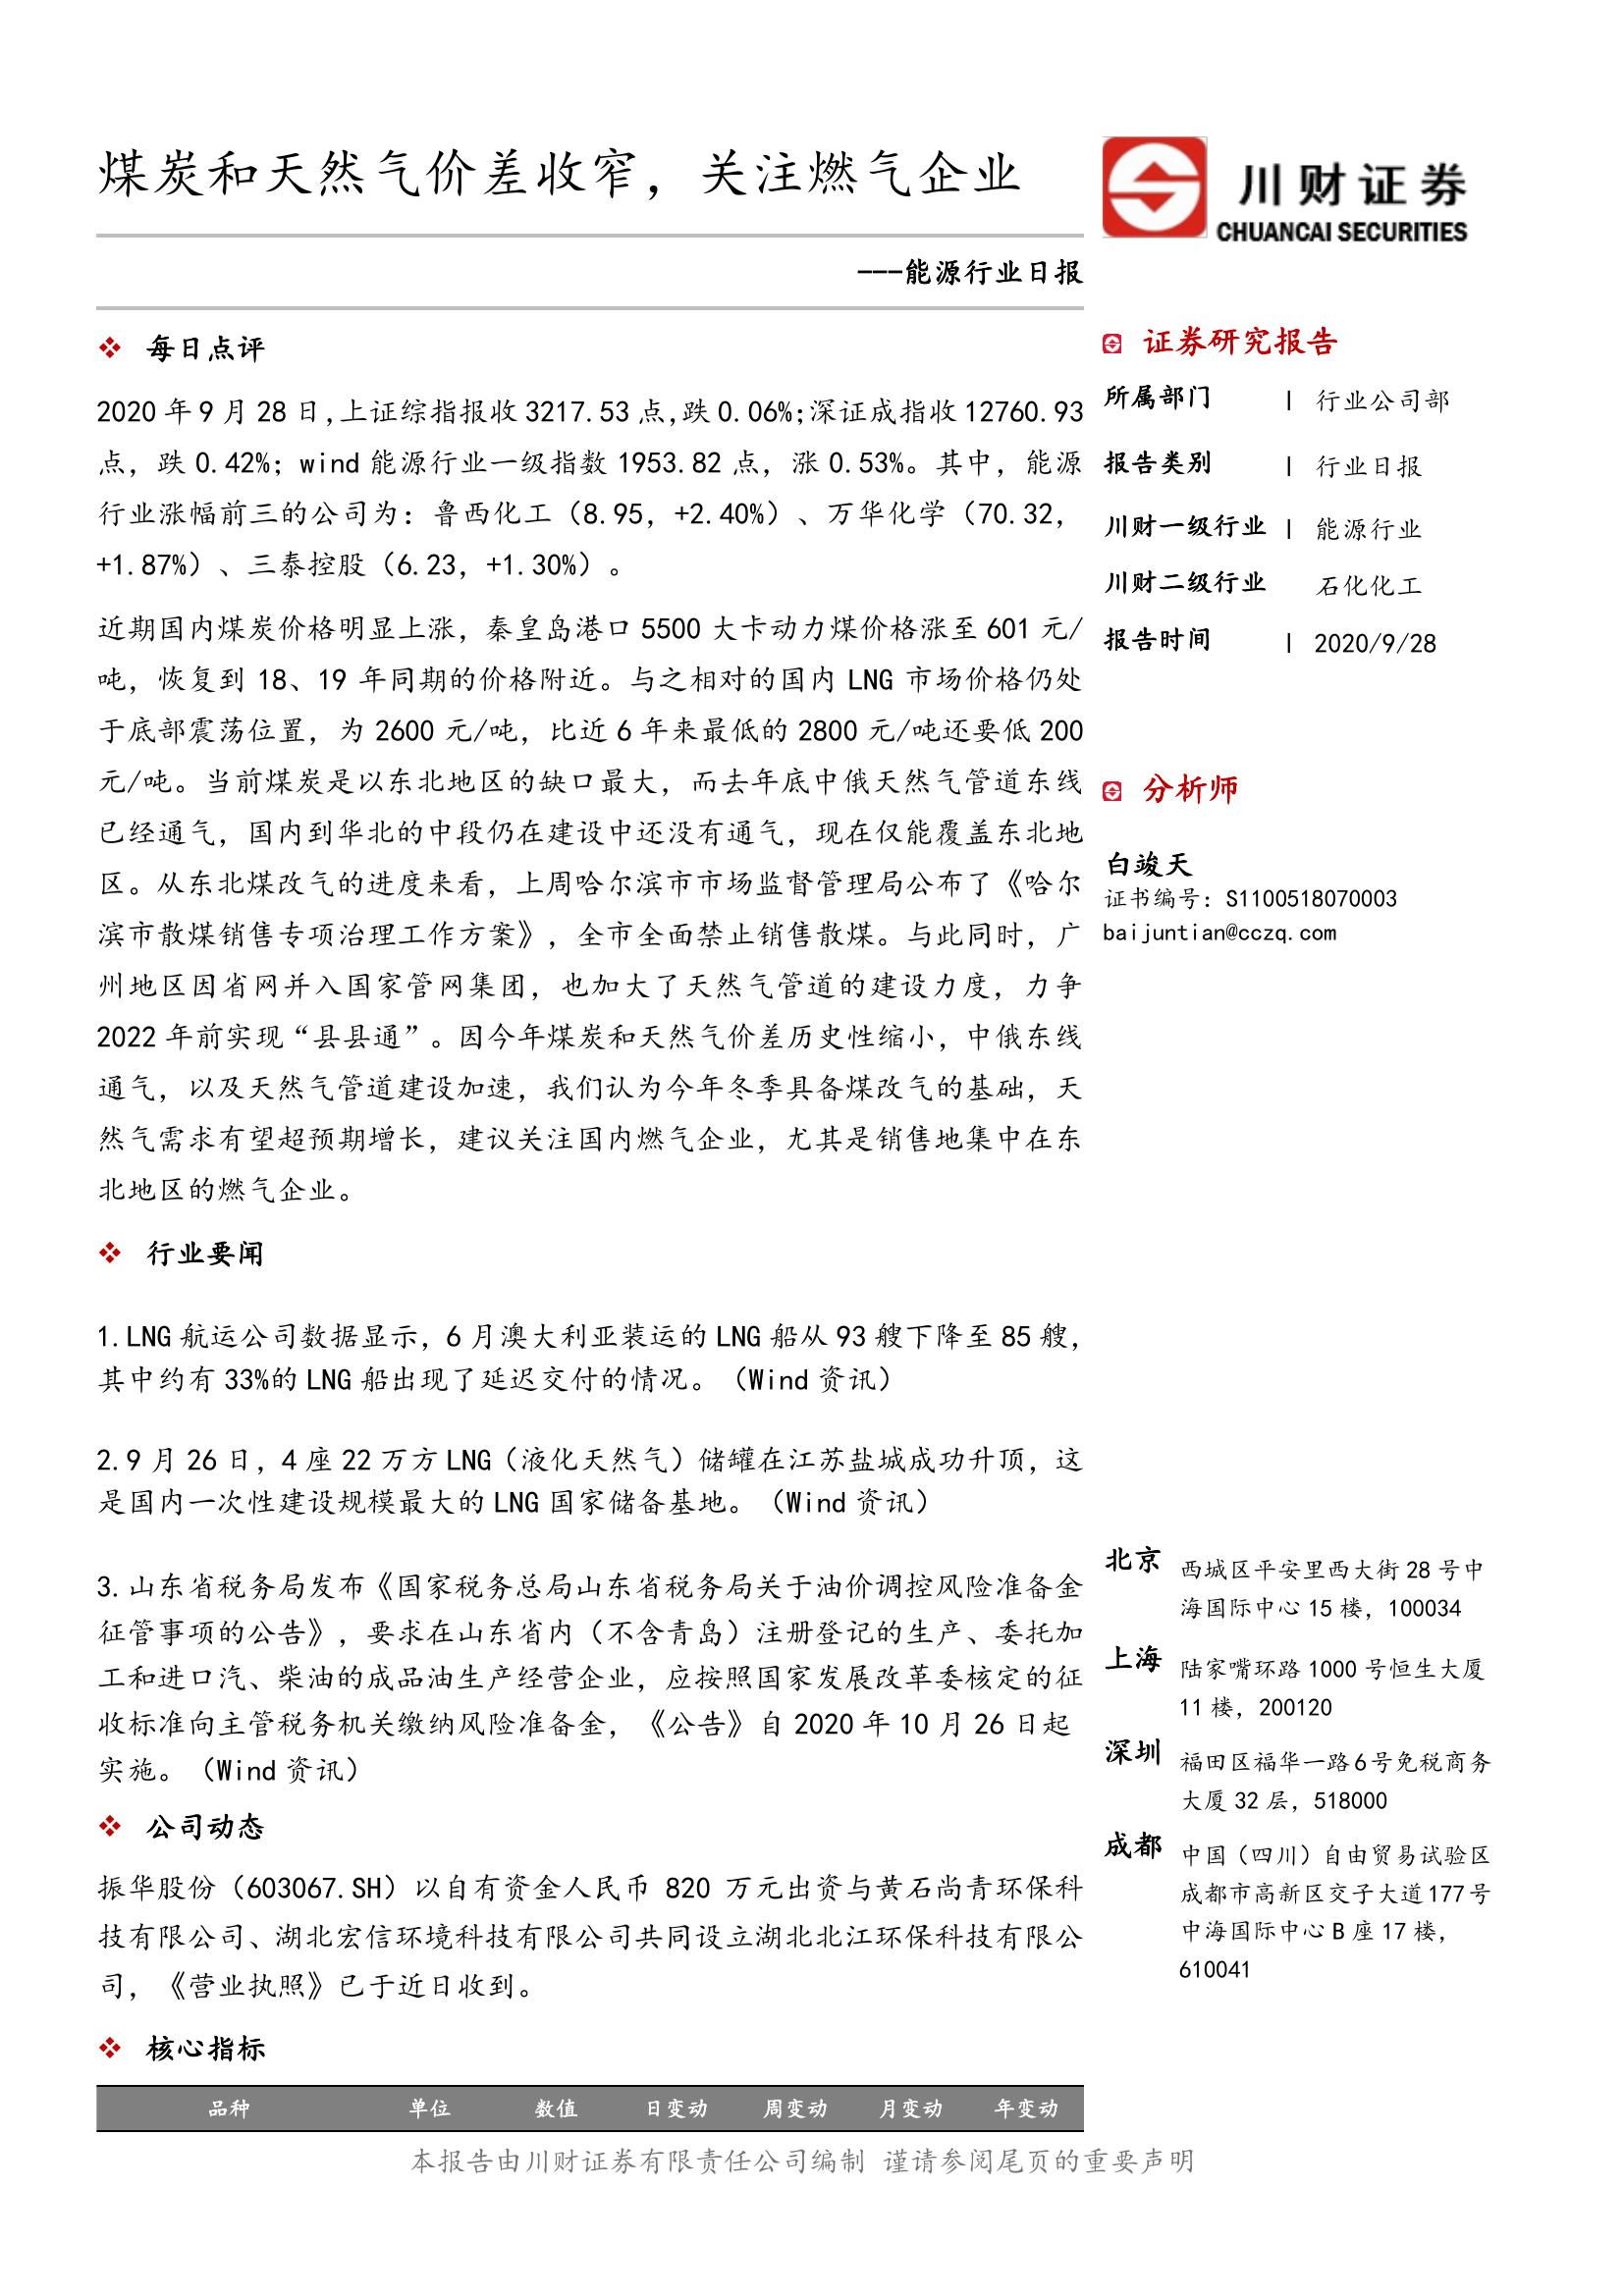 煤炭和天然气价差收窄，关注燃气企业
---能源行业日报
川财证券
CHUANCAI SECURITIES
❖ 每日点评
2020年9月28日,上证综指报收3217.53点,跌0.06%;深证成指收12760.93
点，跌0.42%；wind能源行业一级指数1953.82点，涨0.53%。其中，能源
行业涨幅前三的公司为：鲁西化工（8.95，+2.40%）、万华化学（70.32，
+1.87%）、三泰控股（6.23，+1.30%）。
近期国内煤炭价格明显上涨，秦皇岛港口5500大卡动力煤价格涨至601元/
吨，恢复到18、19年同期的价格附近。与之相对的国内LNG市场价格仍处
于底部震荡位置，为2600元/吨，比近6年来最低的2800元/吨还要低200
元/吨。当前煤炭是以东北地区的缺口最大，而去年底中俄天然气管道东线
已经通气，国内到华北的中段仍在建设中还没有通气，现在仅能覆盖东北地
区。从东北煤改气的进度来看，上周哈尔滨市市场监督管理局公布了《哈尔
滨市散煤销售专项治理工作方案》，全市全面禁止销售散煤。与此同时，广
州地区因省网并入国家管网集团，也加大了天然气管道的建设力度，力争
2022年前实现“县县通”。因今年煤炭和天然气价差历史性缩小，中俄东线
通气，以及天然气管道建设加速，我们认为今年冬季具备煤改气的基础，天
然气需求有望超预期增长，建议关注国内燃气企业，尤其是销售地集中在东
北地区的燃气企业。
❖ 行业要闻
1.LNG航运公司数据显示，6月澳大利亚装运的LNG船从93艘下降至85艘，
其中约有33%的LNG船出现了延迟交付的情况。（Wind资讯）
2.9月26日，4座22万方LNG（液化天然气）储罐在江苏盐城成功升顶，这
是国内一次性建设规模最大的LNG国家储备基地。（Wind资讯）
3.山东省税务局发布《国家税务总局山东省税务局关于油价调控风险准备金
征管事项的公告》，要求在山东省内（不含青岛）注册登记的生产、委托加
工和进口汽、柴油的成品油生产经营企业，应按照国家发展改革委核定的征
收标准向主管税务机关缴纳风险准备金，《公告》自2020年10月26日起
实施。（Wind资讯）
❖ 公司动态
振华股份（603067.SH）以自有资金人民币 820 万元出资与黄石尚青环保科
技有限公司、湖北宏信环境科技有限公司共同设立湖北北江环保科技有限公
司，《营业执照》已于近日收到。
❖ 核心指标
品种 单位 数值 日变动 周变动 月变动 年变动
证券研究报告
所属部门 | 行业公司部
报告类别 | 行业日报
川财一级行业 | 能源行业
川财二级行业 石化化工
报告时间 | 2020/9/28
分析师
白竣天
证书编号：S1100518070003
baijuntian@cczq.com
北京 西城区平安里西大街28号中
海国际中心15楼，100034
上海 陆家嘴环路1000号恒生大厦
11楼，200120
深圳 福田区福华一路6号免税商务
大厦32层，518000
成都 中国（四川）自由贸易试验区
成都市高新区交子大道177号
中海国际中心B座17楼，
610041
本报告由川财证券有限责任公司编制 谨请参阅尾页的重要声明